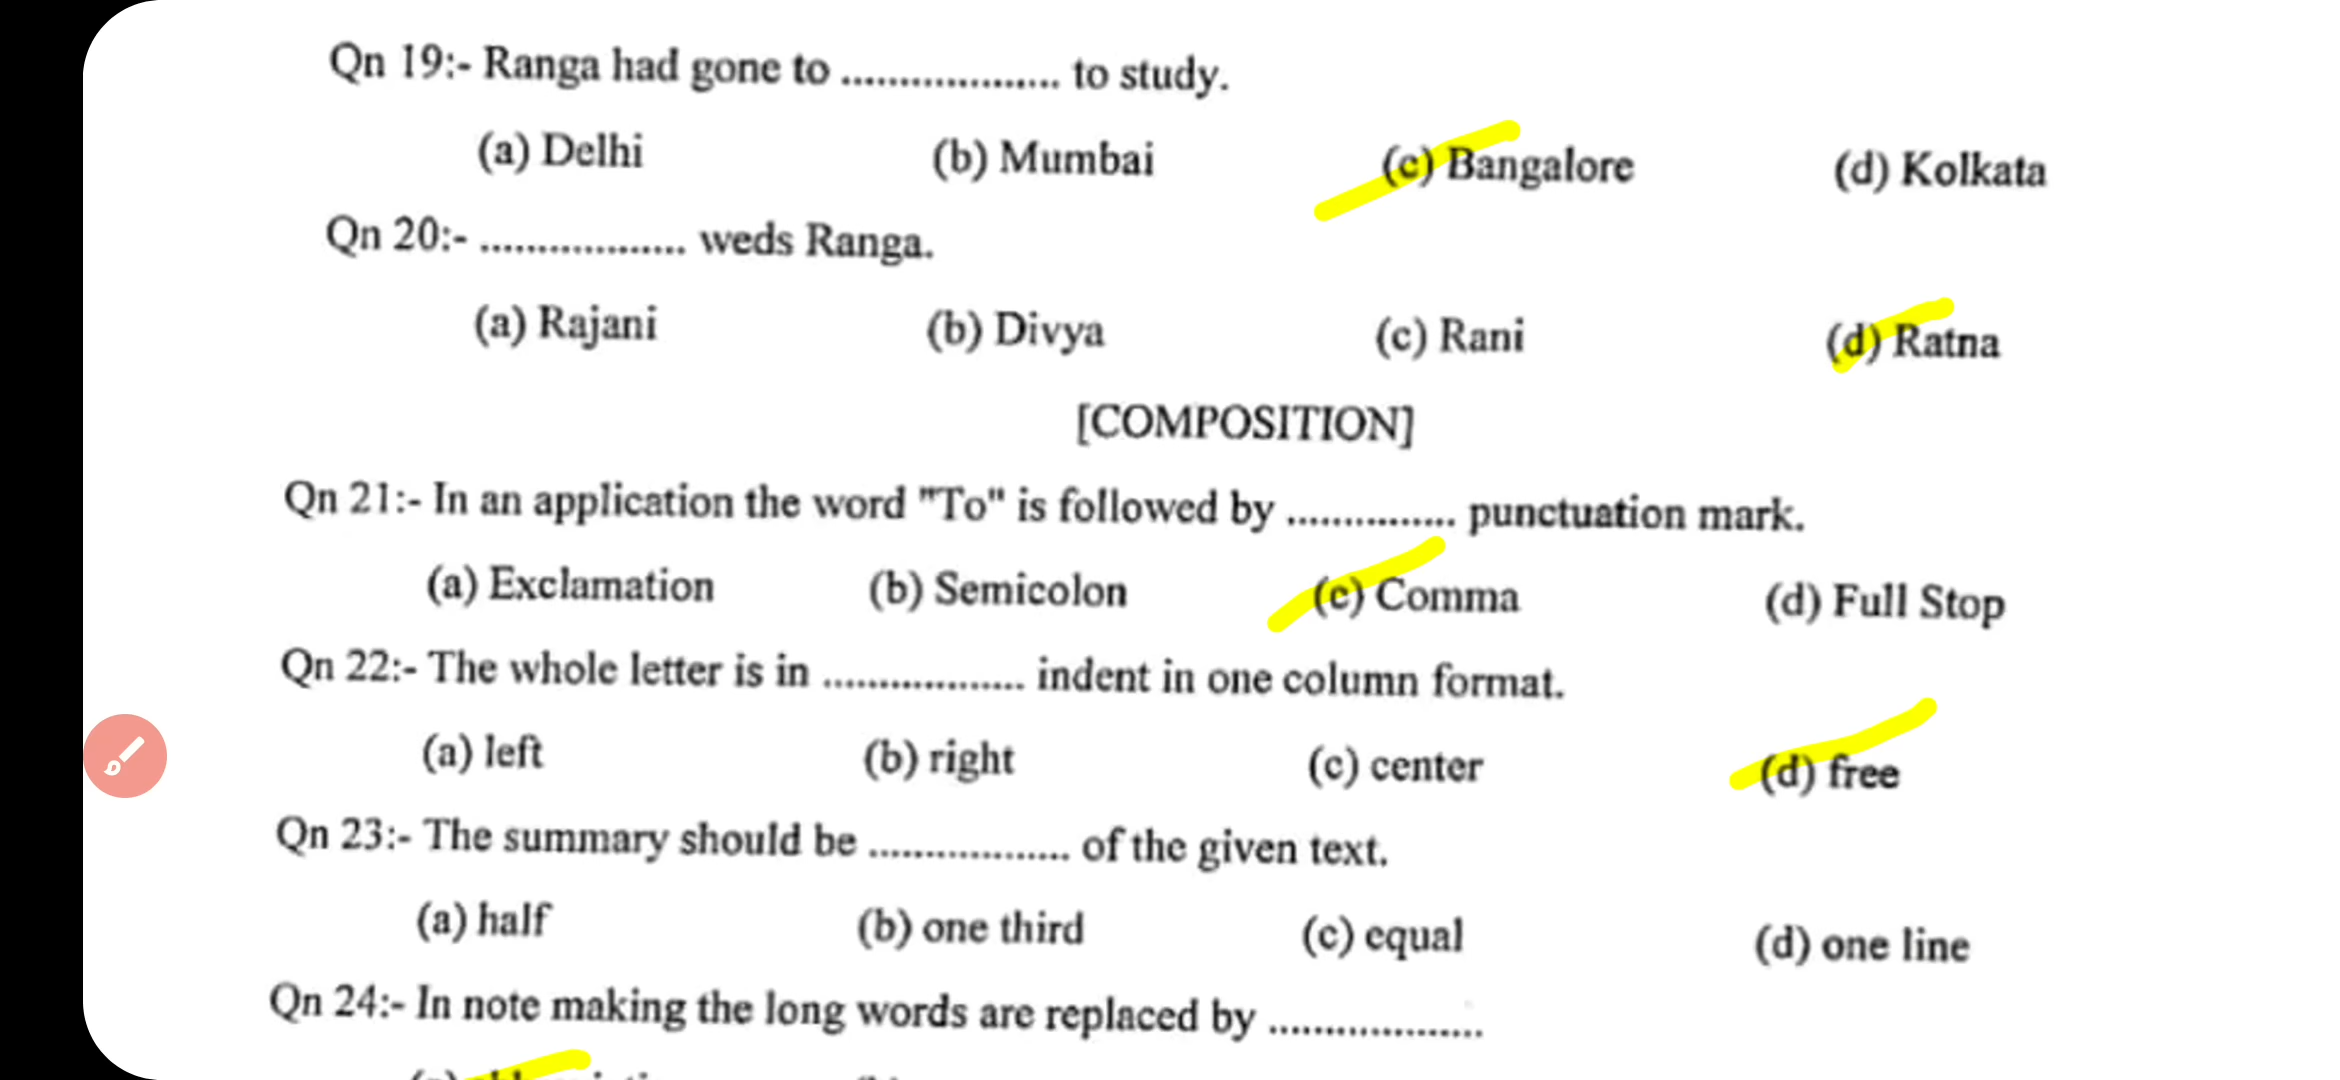 Qn 19:- Ranga had gone to ................... to study.
(a) Delhi (b) Mumbai (c) Bangalore (d) Kolkata
Qn 20:- .................. weds Ranga.
(a) Rajani (b) Divya (c) Rani (d) Ratna
[COMPOSITION]
Qn 21:- In an application the word "To" is followed by ............... punctuation mark.
(a) Exclamation (b) Semicolon (c) Comma (d) Full Stop
Qn 22:- The whole letter is in .................. indent in one column format.
(a) left (b) right (c) center (d) free
Qn 23:- The summary should be .................. of the given text.
(a) half (b) one third (c) equal (d) one line
Qn 24:- In note making the long words are replaced by ...................